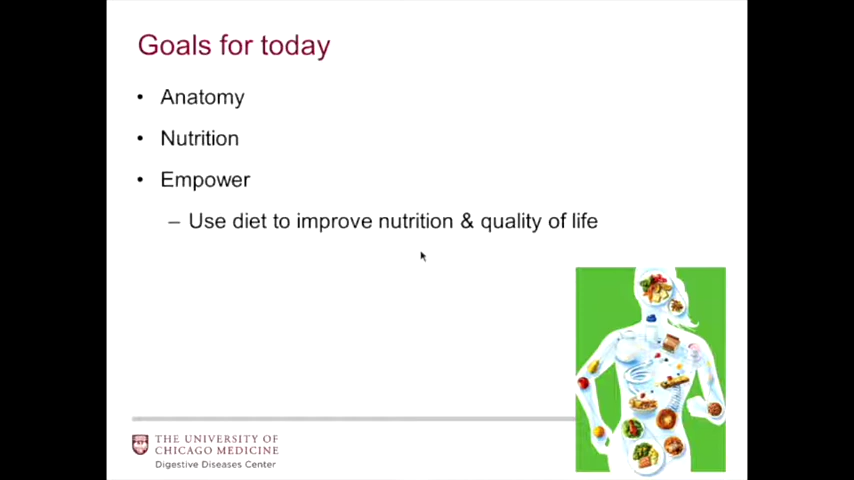 Goals for today
• Anatomy
• Nutrition
• Empower
– Use diet to improve nutrition & quality of life
THE UNIVERSITY OF
CHICAGO MEDICINE
Digestive Diseases Center